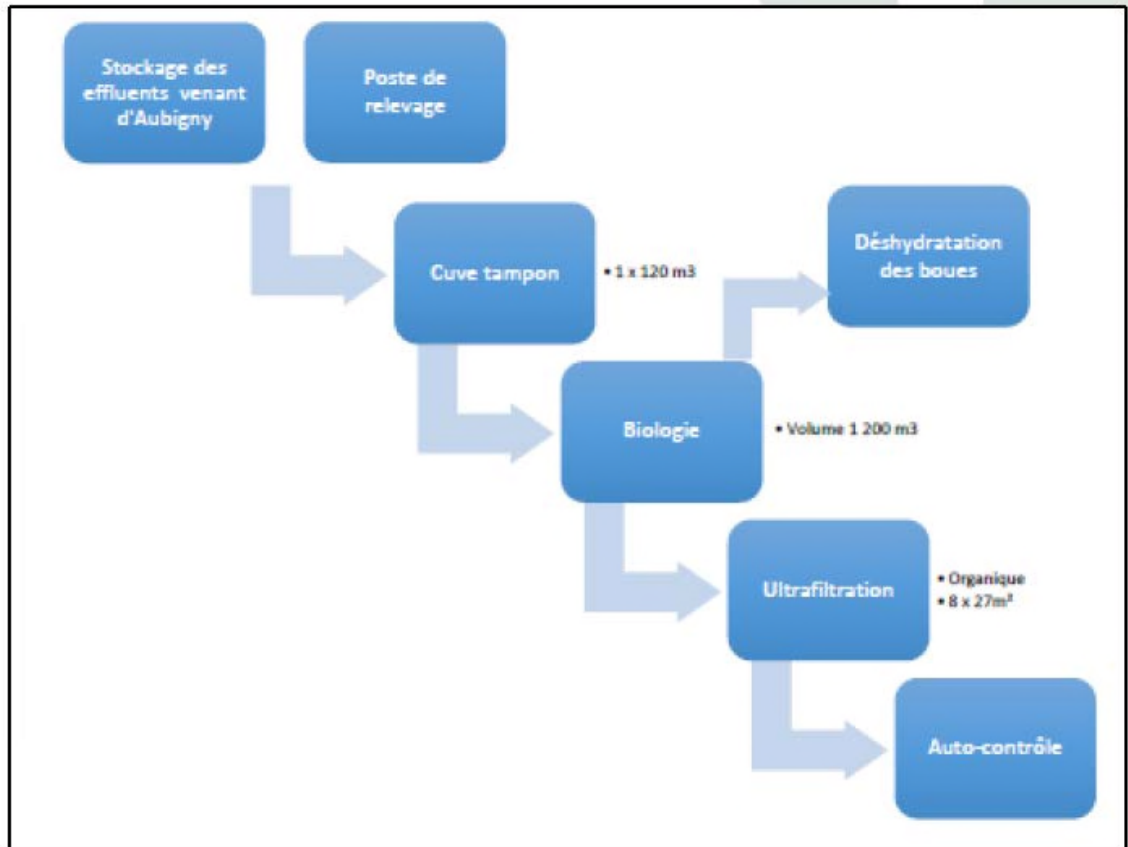 Stockage des
effluents venant
d'Aubigny
Poste de
relevage
Cuve tampon
• 1 x 120 m3
Déshydratation
des boues
Biologie
• Volume 1 200 m3
Ultrafiltration
• Organique
• 8 x 27m²
Auto-contrôle